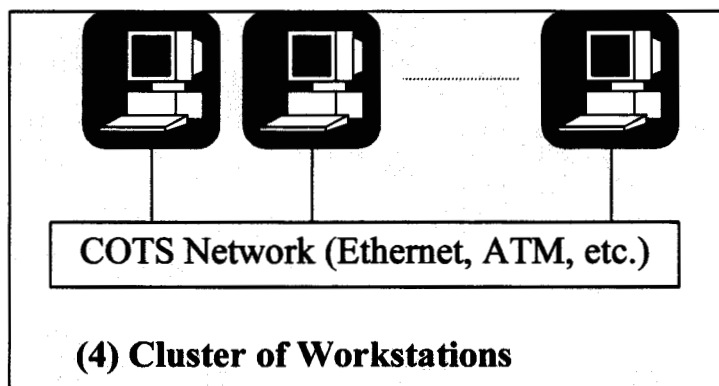 COTS Network (Ethernet, ATM, etc.)
(4) Cluster of Workstations